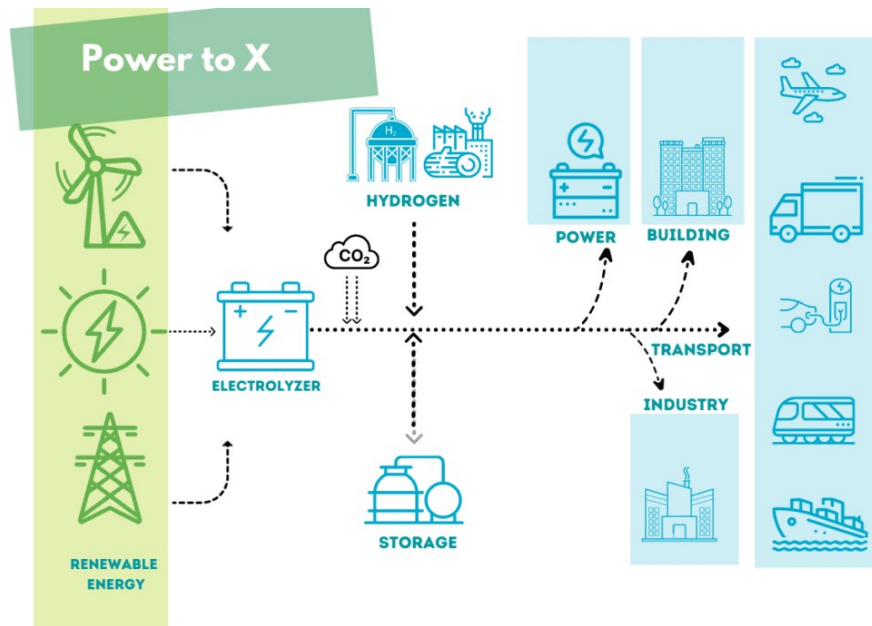 Power to X
H₂
HYDROGEN
CO₂
POWER
BUILDING
ELECTROLYZER
TRANSPORT
INDUSTRY
STORAGE
RENEWABLE
ENERGY